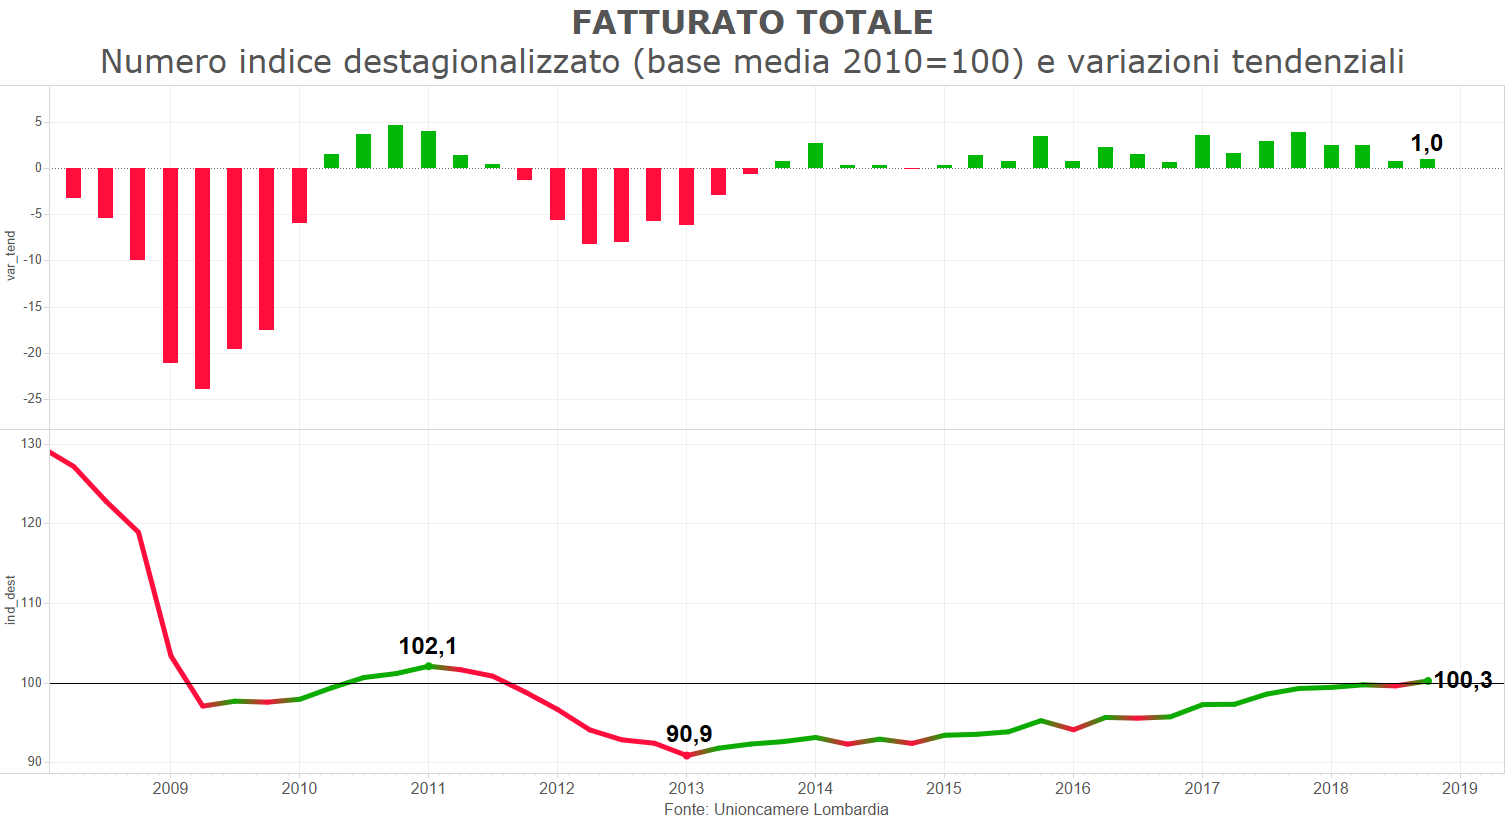 FATTURATO TOTALE
Numero indice destagionalizzato (base media 2010=100) e variazioni tendenziali
5
0
-5
-10
-15
-20
-25
var_tend
1,0
130
120
110
100
90
ind_dest
102,1
90,9
100,3
2009 2010 2011 2012 2013 2014 2015 2016 2017 2018 2019
Fonte: Unioncamere Lombardia